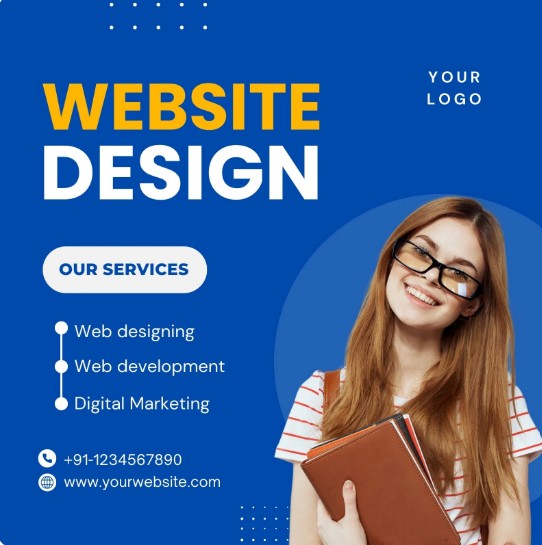 YOUR
LOGO
WEBSITE
DESIGN
OUR SERVICES
Web designing
Web development
Digital Marketing
+91-1234567890
www.yourwebsite.com